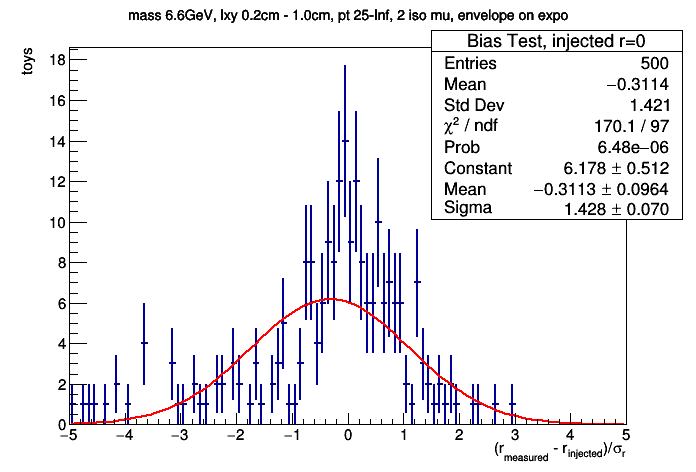 mass 6.6GeV, lxy 0.2cm - 1.0cm, pt 25-Inf, 2 iso mu, envelope on expo
Bias Test, injected r=0
Entries 500
Mean −0.3114
Std Dev 1.421
χ² / ndf 170.1 / 97
Prob 6.48e−06
Constant 6.178 ± 0.512
Mean −0.3113 ± 0.0964
Sigma 1.428 ± 0.070
toys
18
16
14
12
10
8
6
4
2
0
−5 −4 −3 −2 −1 0 1 2 3 4 5
(r_measured - r_injected)/σ_r